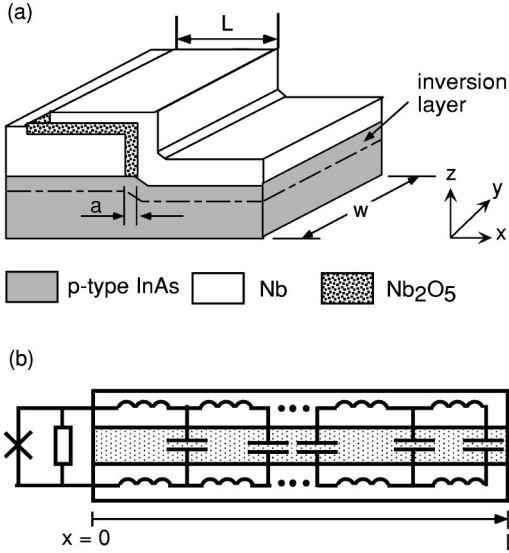 (a)
L
inversion
layer
a
w
z
y
x
p-type InAs
Nb
Nb2O5
(b)
x = 0
L